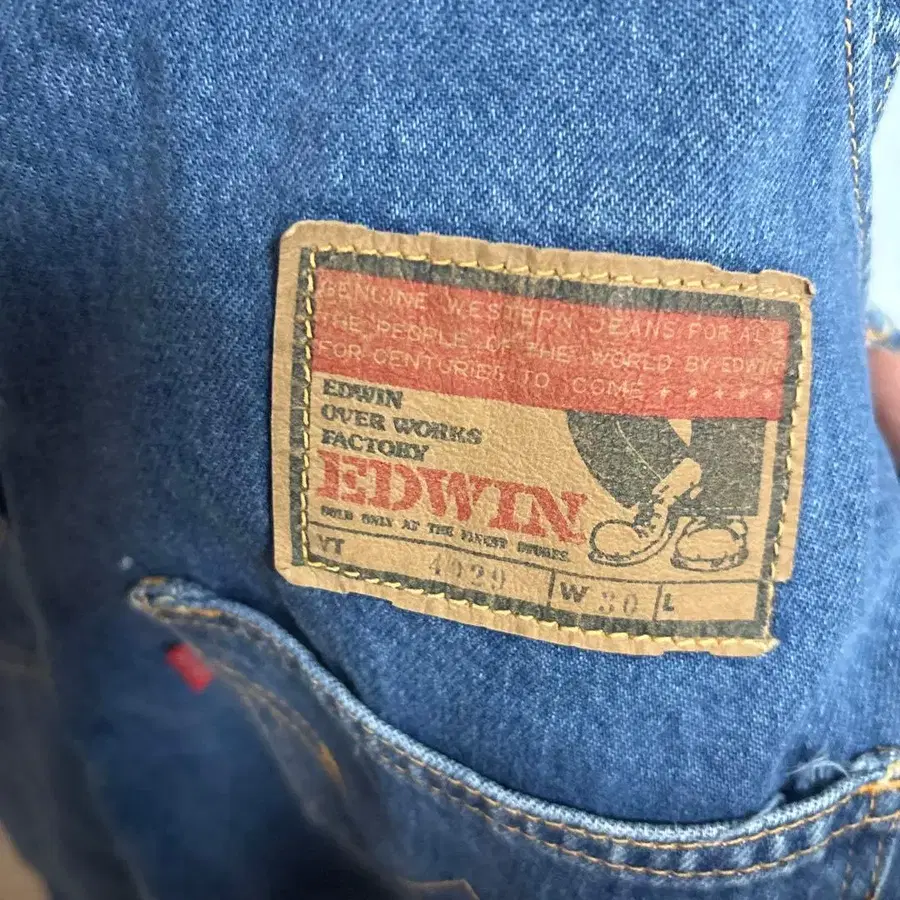 GENUINE WESTERN JEANS FOR ALL
THE PEOPLE OF THE WORLD BY EDWIN
FOR CENTURIES TO COME ★ ★ ★ ★ ★
EDWIN
OVER WORKS
FACTORY
EDWIN
SOLD ONLY AT THE FINEST STORES
VT 4029 W 30 L